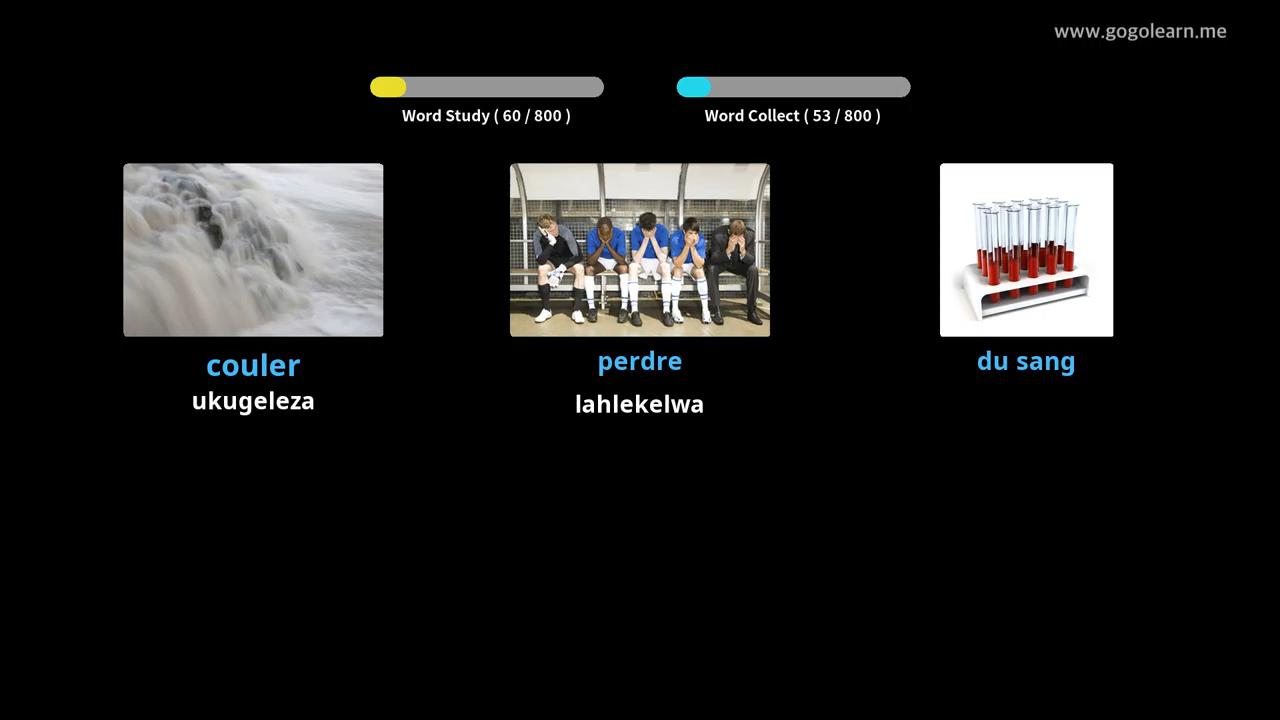 www.gogolearn.me
Word Study ( 60 / 800 )
Word Collect ( 53 / 800 )
couler
ukugeleza
perdre
lahlekelwa
du sang